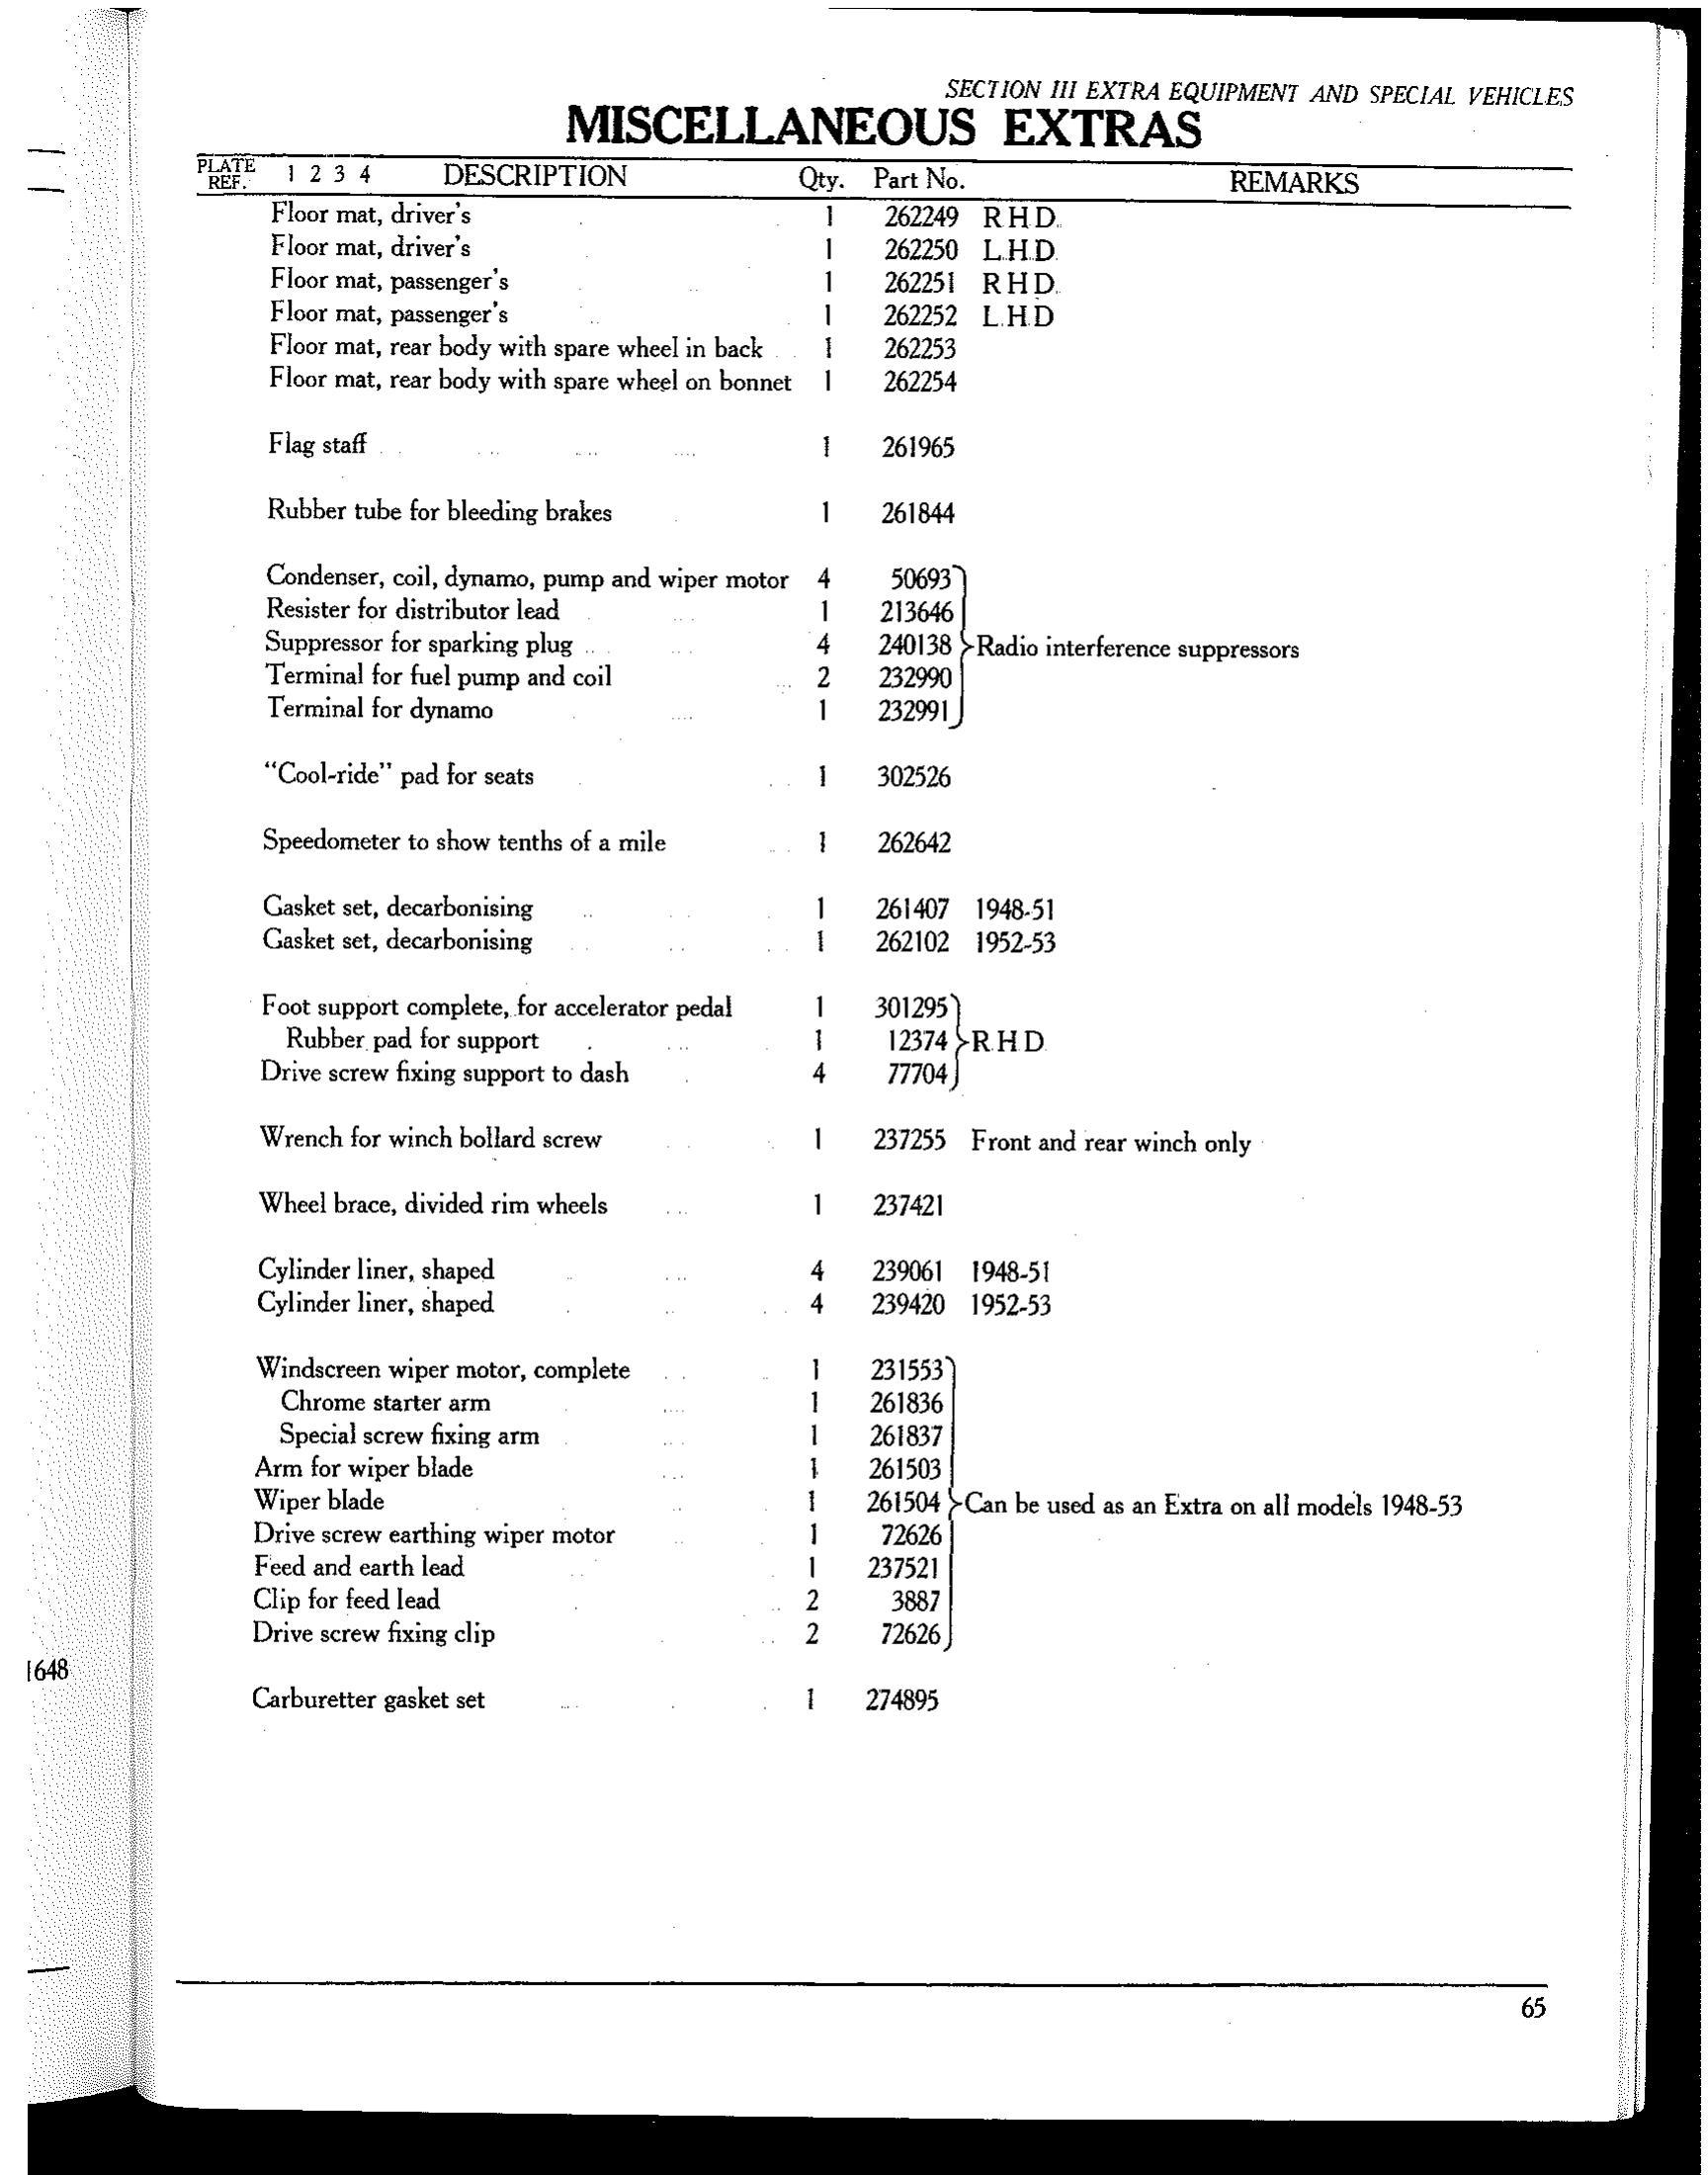 SECTION III EXTRA EQUIPMENT AND SPECIAL VEHICLES
MISCELLANEOUS EXTRAS
PLATE REF. 1 2 3 4 DESCRIPTION Qty. Part No. REMARKS
Floor mat, driver's 1 262249 R.H.D.
Floor mat, driver's 1 262250 L.H.D.
Floor mat, passenger's 1 262251 R.H.D.
Floor mat, passenger's 1 262252 L.H.D
Floor mat, rear body with spare wheel in back 1 262253
Floor mat, rear body with spare wheel on bonnet 1 262254
Flag staff 1 261965
Rubber tube for bleeding brakes 1 261844
Condenser, coil, dynamo, pump and wiper motor 4 50693
Resister for distributor lead 1 213646
Suppressor for sparking plug 4 240138 Radio interference suppressors
Terminal for fuel pump and coil 2 232990
Terminal for dynamo 1 232991
"Cool-ride" pad for seats 1 302526
Speedometer to show tenths of a mile 1 262642
Gasket set, decarbonising 1 261407 1948-51
Gasket set, decarbonising 1 262102 1952-53
Foot support complete, for accelerator pedal 1 301295
Rubber pad for support 1 12374 R.H.D.
Drive screw fixing support to dash 4 77704
Wrench for winch bollard screw 1 237255 Front and rear winch only
Wheel brace, divided rim wheels 1 237421
Cylinder liner, shaped 4 239061 1948-51
Cylinder liner, shaped 4 239420 1952-53
Windscreen wiper motor, complete 1 231553
Chrome starter arm 1 261836
Special screw fixing arm 1 261837
Arm for wiper blade 1 261503
Wiper blade 1 261504 Can be used as an Extra on all models 1948-53
Drive screw earthing wiper motor 1 72626
Feed and earth lead 1 237521
Clip for feed lead 2 3887
Drive screw fixing clip 2 72626
1648
Carburetter gasket set 1 274895
65